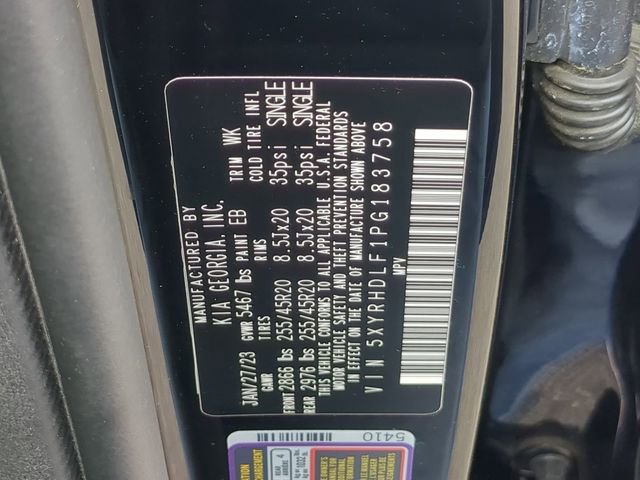 MANUFACTURED BY
KIA GEORGIA INC.
JAN/27/23 GVWR 5467 lbs PAINT EB TRIM WK
GAWR TIRES RIMS COLD TIRE INFL
FRONT 2866 lbs 255/45R20 8.5Jx20 35psi SINGLE
REAR 2976 lbs 255/45R20 8.5Jx20 35psi SINGLE
THIS VEHICLE CONFORMS TO ALL APPLICABLE U.S.A. FEDERAL
MOTOR VEHICLE SAFETY AND THEFT PREVENTION STANDARDS
IN EFFECT ON THE DATE OF MANUFACTURE SHOWN ABOVE
VIN 5XYRHDLF1PG183758
MPV
5410